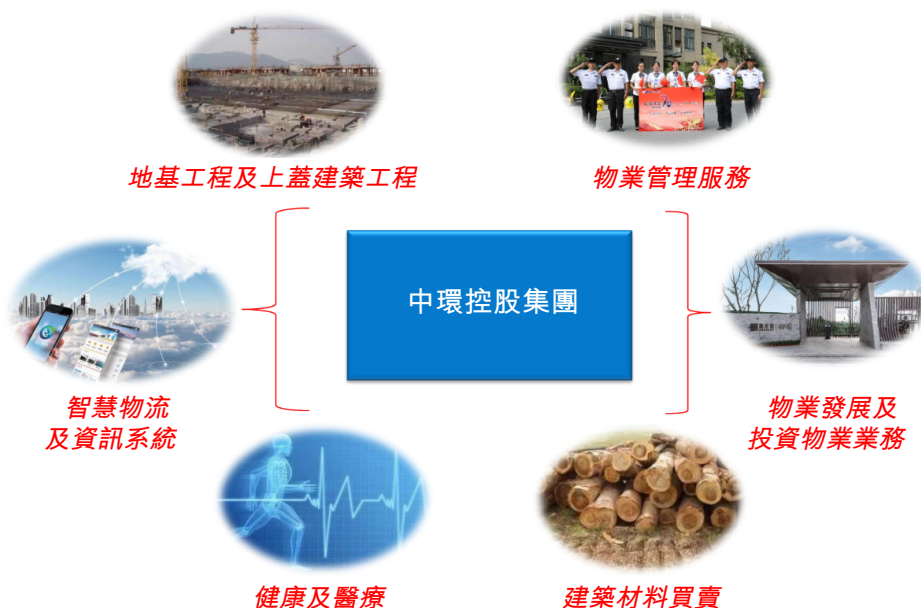 地基工程及上蓋建築工程
物業管理服務
中環控股集團
智慧物流
及資訊系統
物業發展及
投資物業業務
健康及醫療
建築材料買賣